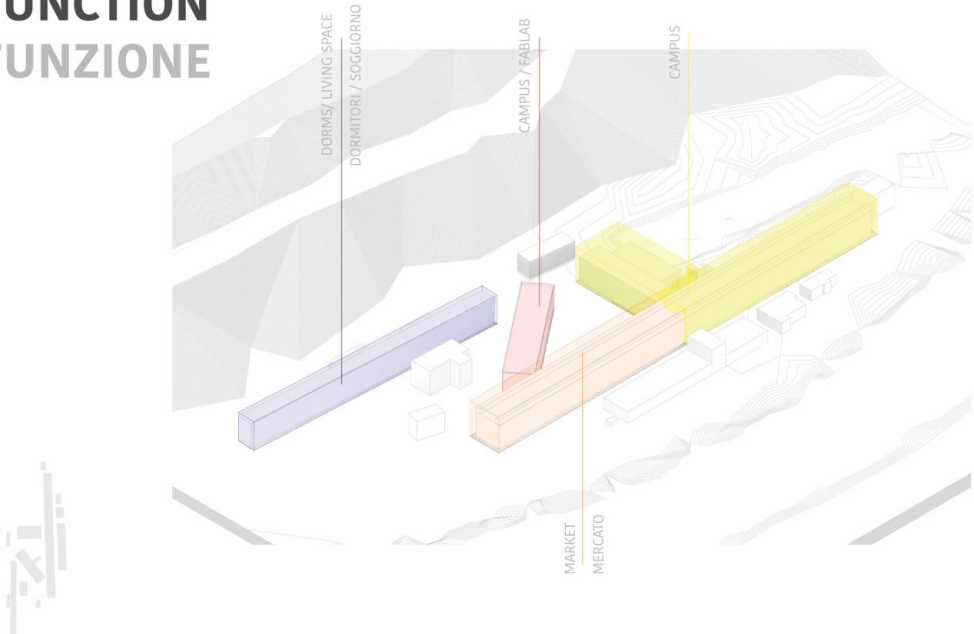 UNCTION
UNZIONE
DORMS/ LIVING SPACE
DORMITORI / SOGGIORNO
CAMPUS / FABLAB
CAMPUS
MARKET
MERCATO